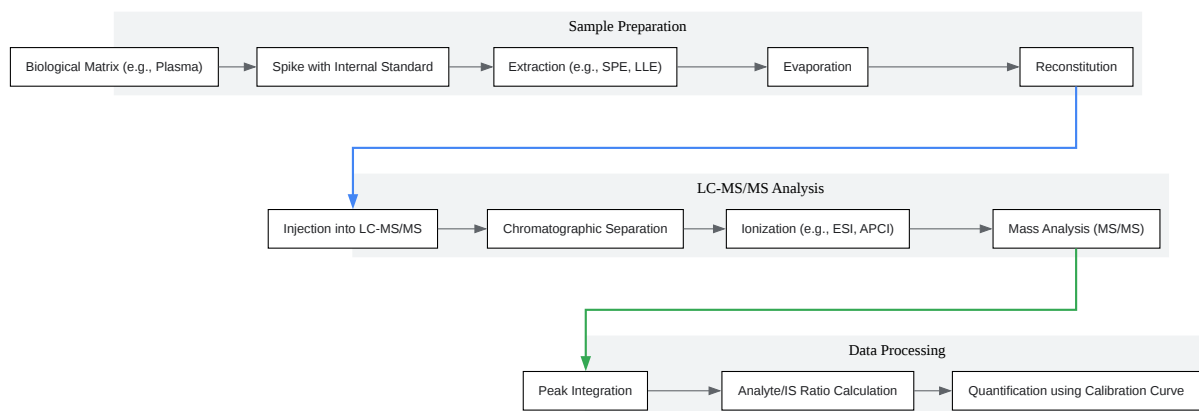 Sample Preparation
Biological Matrix (e.g., Plasma)
Spike with Internal Standard
Extraction (e.g., SPE, LLE)
Evaporation
Reconstitution
LC-MS/MS Analysis
Injection into LC-MS/MS
Chromatographic Separation
Ionization (e.g., ESI, APCI)
Mass Analysis (MS/MS)
Data Processing
Peak Integration
Analyte/IS Ratio Calculation
Quantification using Calibration Curve